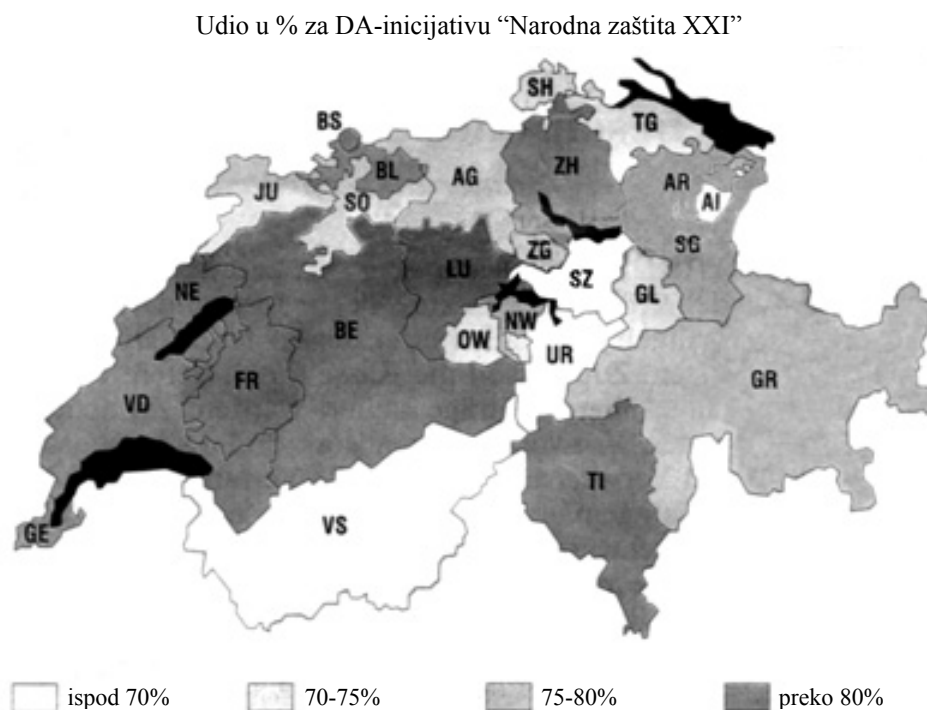 Udio u % za DA-inicijativu “Narodna zaštita XXI”
SH
BS
TG
BL
ZH
AR
JU
SO
AG
AI
ZG
SG
LU
SZ
NE
GL
NW
OW
BE
UR
FR
GR
VD
TI
VS
GE
ispod 70% 70-75% 75-80% preko 80%